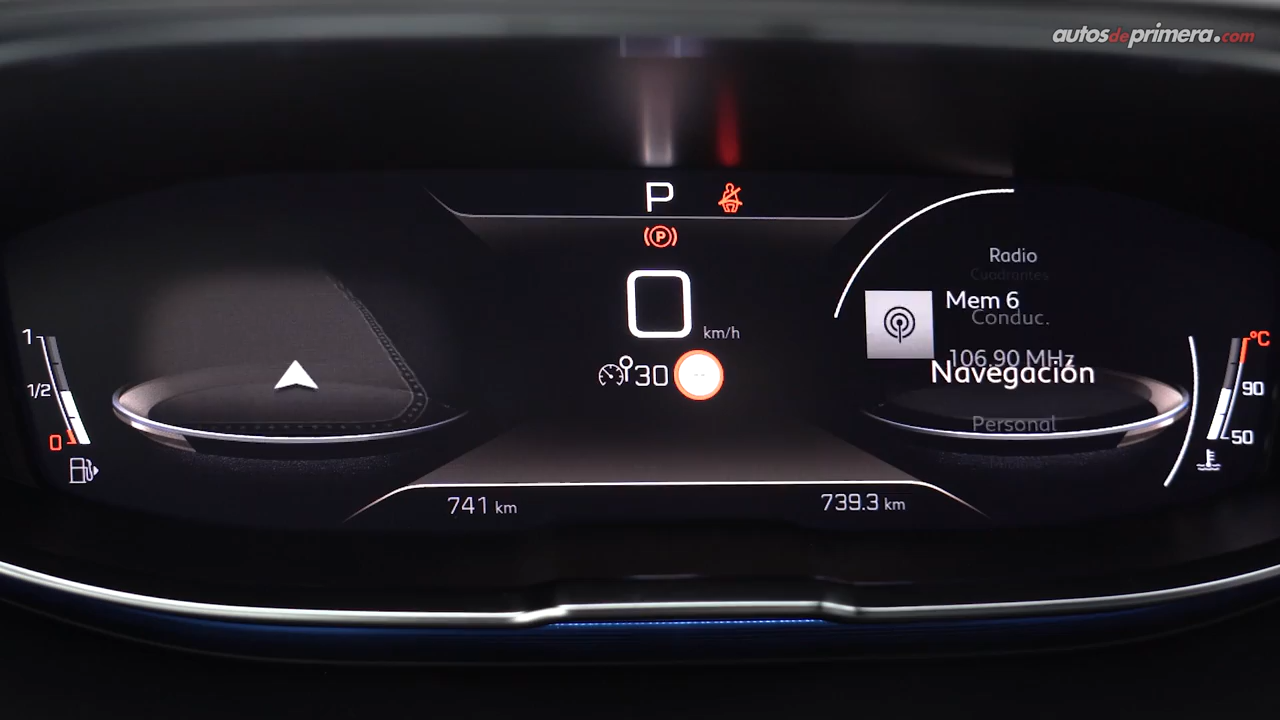 autosdeprimera.com
P
P
Radio
Cuadrantes
Mem 6
Conduc.
0
km/h
106.90 MHz
Navegación
30
--
Personal
1
1/2
0
°C
90
50
741 km
739.3 km